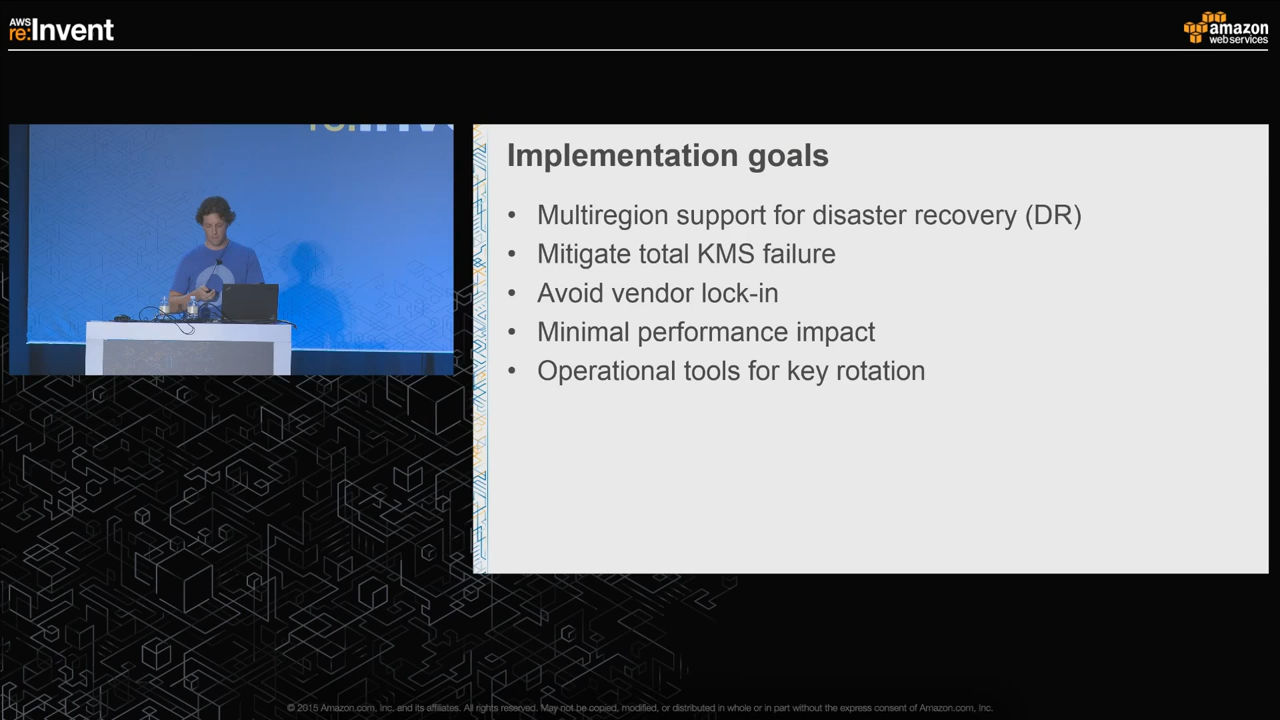 AWS
re:Invent
amazon
web services
Implementation goals
• Multiregion support for disaster recovery (DR)
• Mitigate total KMS failure
• Avoid vendor lock-in
• Minimal performance impact
• Operational tools for key rotation
© 2015 Amazon.com, Inc. and its affiliates. All rights reserved. May not be copied, modified, or distributed in whole or in part without the express consent of Amazon.com, Inc.